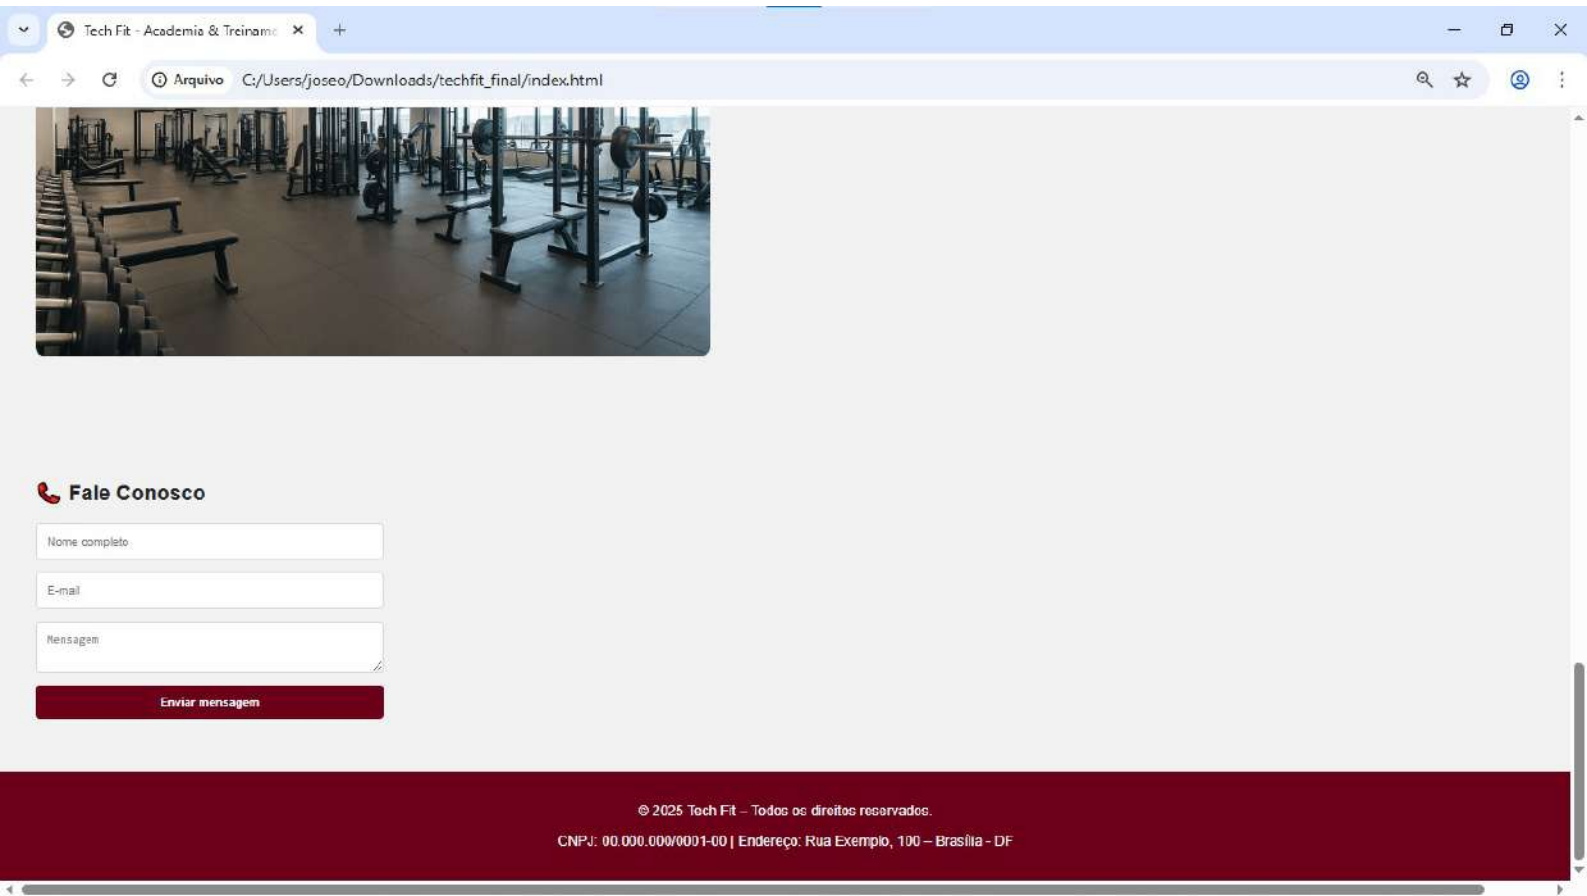 Tech Fit - Academia & Treiname
Arquivo C:/Users/joseo/Downloads/techfit_final/index.html
Fale Conosco
Nome completo
E-mail
Mensagem
Enviar mensagem
© 2025 Tech Fit – Todos os direitos reservados.
CNPJ: 00.000.000/0001-00 | Endereço: Rua Exemplo, 100 – Brasília - DF